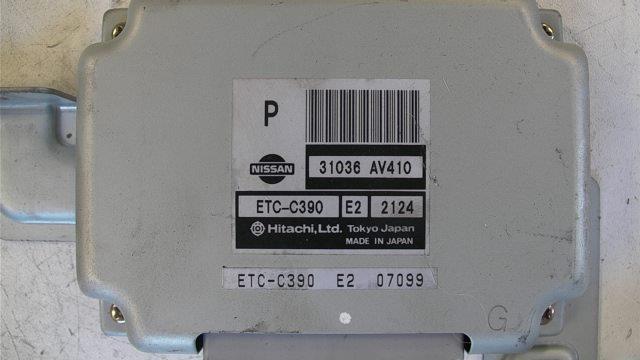 P
NISSAN
31036 AV410
ETC-C390 E2 2124
Hitachi,Ltd. Tokyo Japan
MADE IN JAPAN
ETC-C390 E2 07099
G